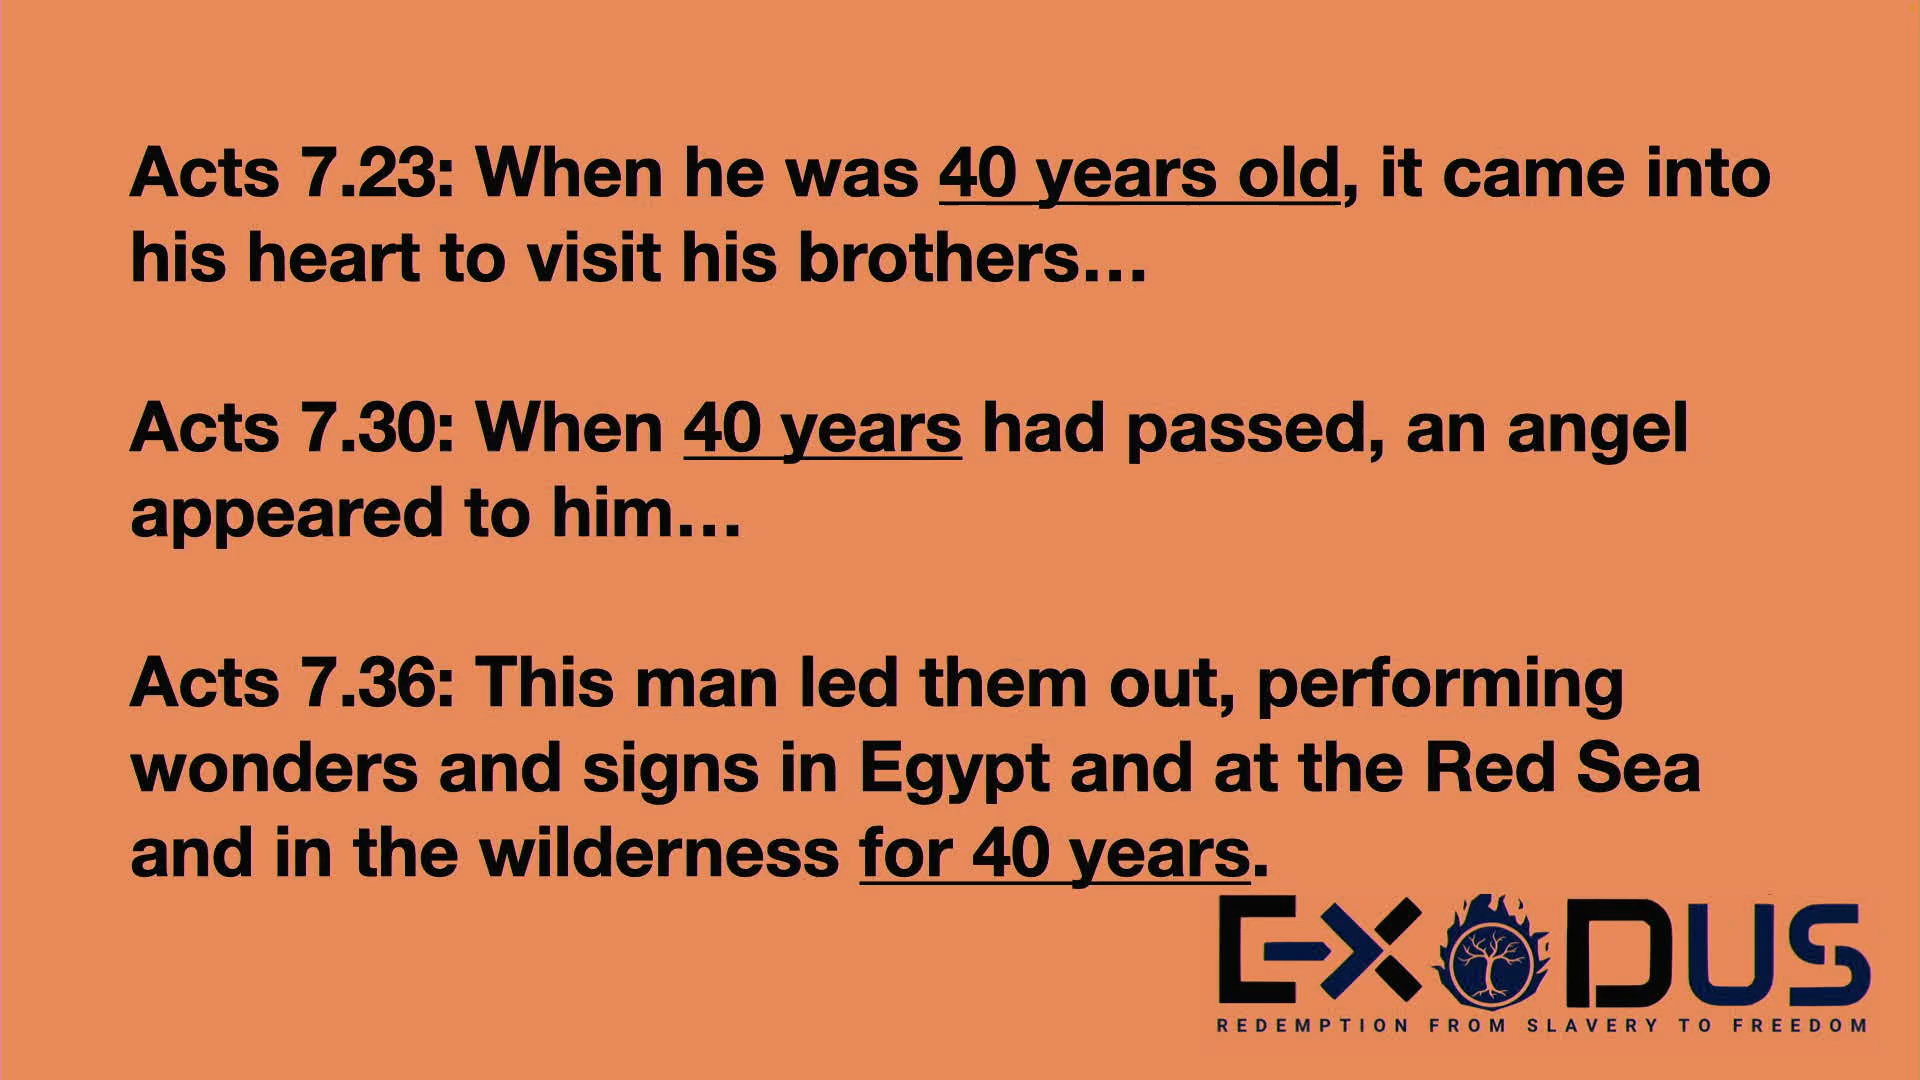 Acts 7.23: When he was 40 years old, it came into
his heart to visit his brothers…
Acts 7.30: When 40 years had passed, an angel
appeared to him…
Acts 7.36: This man led them out, performing
wonders and signs in Egypt and at the Red Sea
and in the wilderness for 40 years.
EXODUS
REDEMPTION FROM SLAVERY TO FREEDOM